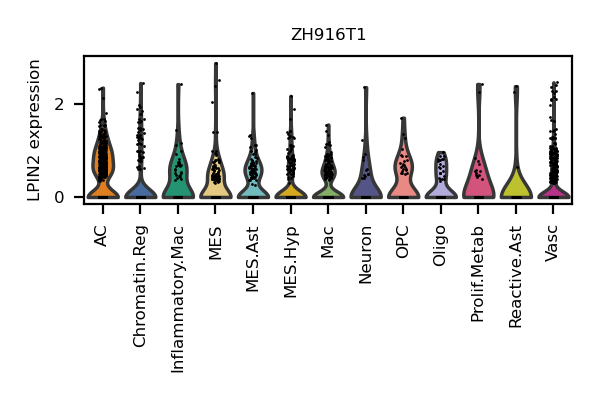 ZH916T1
LPIN2 expression
2
0
AC
Chromatin.Reg
Inflammatory.Mac
MES
MES.Ast
MES.Hyp
Mac
Neuron
OPC
Oligo
Prolif.Metab
Reactive.Ast
Vasc